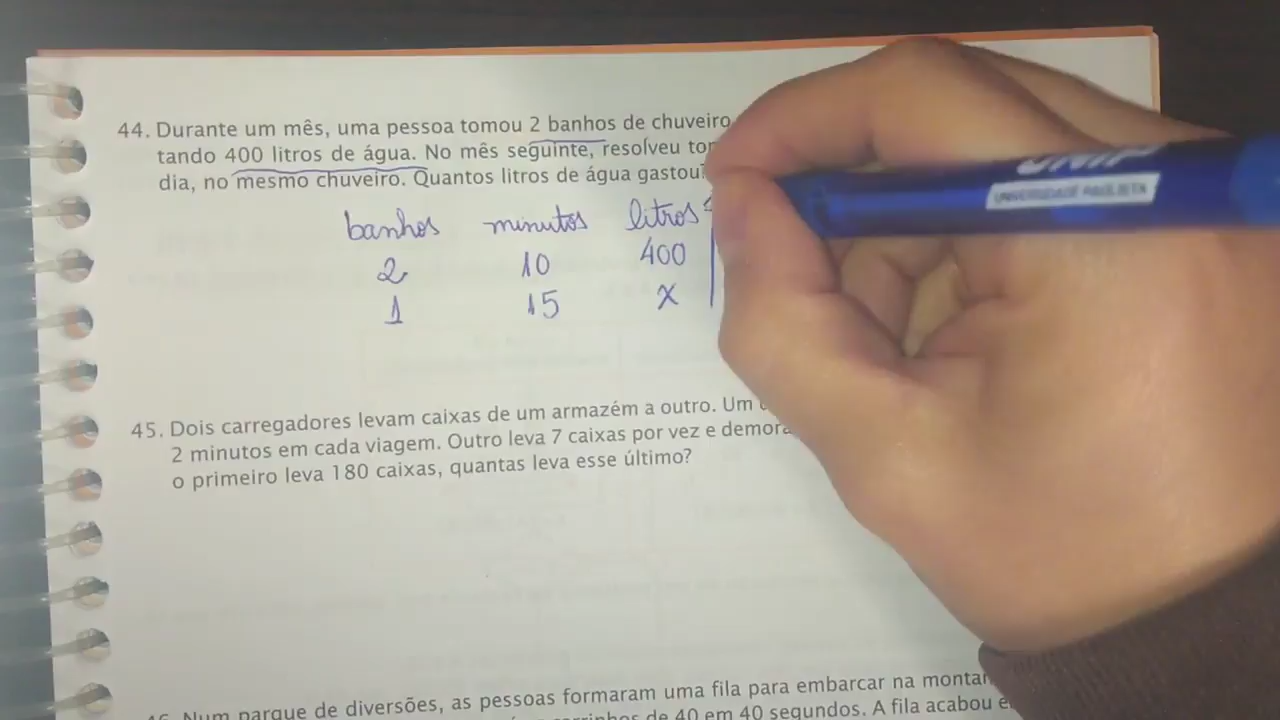 44. Durante um mês, uma pessoa tomou 2 banhos de chuveiro
tando 400 litros de água. No mês seguinte, resolveu
dia, no mesmo chuveiro. Quantos litros de água gastou
banhos minutos litros
2 10 400
1 15 x
UNIP
UNIVERSIDADE PAULISTA
45. Dois carregadores levam caixas de um armazém a outro. Um
2 minutos em cada viagem. Outro leva 7 caixas por vez e demora
o primeiro leva 180 caixas, quantas leva esse último?
46. Num parque de diversões, as pessoas formaram uma fila para embarcar na
de 40 em 40 segundos. A fila acabou